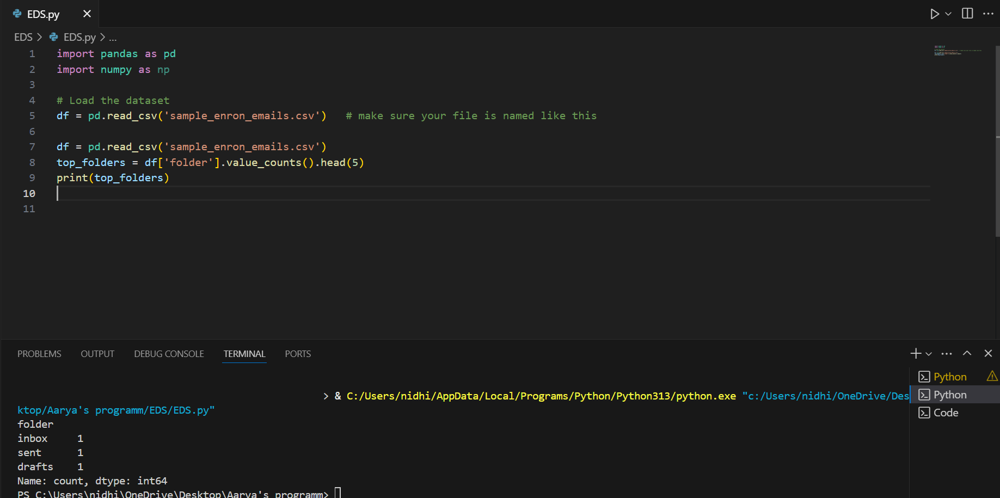 EDS.py
EDS > EDS.py > ...
1 import pandas as pd
2 import numpy as np
3
4 # Load the dataset
5 df = pd.read_csv('sample_enron_emails.csv')   # make sure your file is named like this
6
7 df = pd.read_csv('sample_enron_emails.csv')
8 top_folders = df['folder'].value_counts().head(5)
9 print(top_folders)
10
11
PROBLEMS OUTPUT DEBUG CONSOLE TERMINAL PORTS
> & C:/Users/nidhi/AppData/Local/Programs/Python/Python313/python.exe "c:/Users/nidhi/OneDrive/Des
ktop/Aarya's programm/EDS/EDS.py"
folder
inbox     1
sent      1
drafts    1
Name: count, dtype: int64
PS C:\Users\nidhi\OneDrive\Desktop\Aarya's programm>
Python
Python
Code